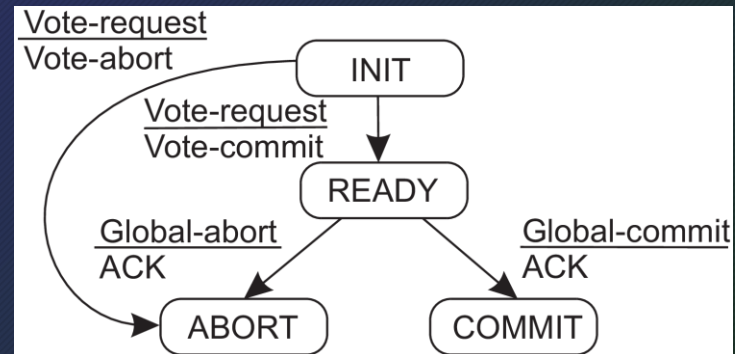 Vote-request
Vote-abort
INIT
Vote-request
Vote-commit
READY
Global-abort
ACK
Global-commit
ACK
ABORT
COMMIT